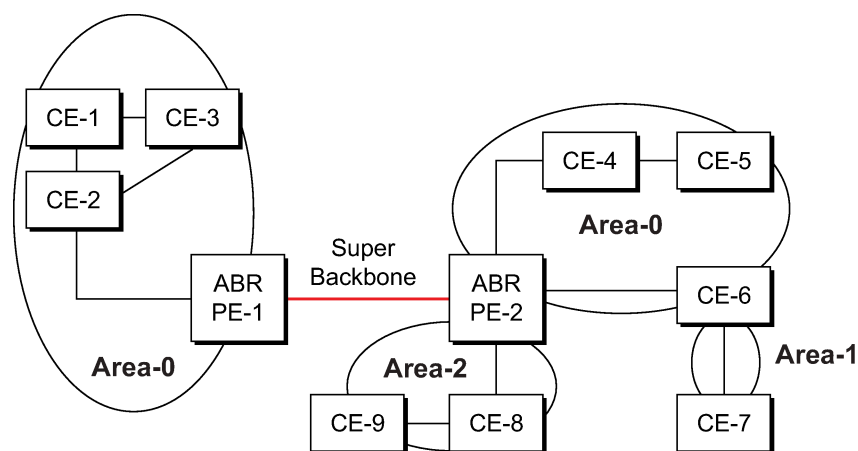 CE-1
CE-3
CE-2
ABR
PE-1
Area-0
Super
Backbone
CE-4
CE-5
Area-0
ABR
PE-2
CE-6
Area-2
Area-1
CE-9
CE-8
CE-7